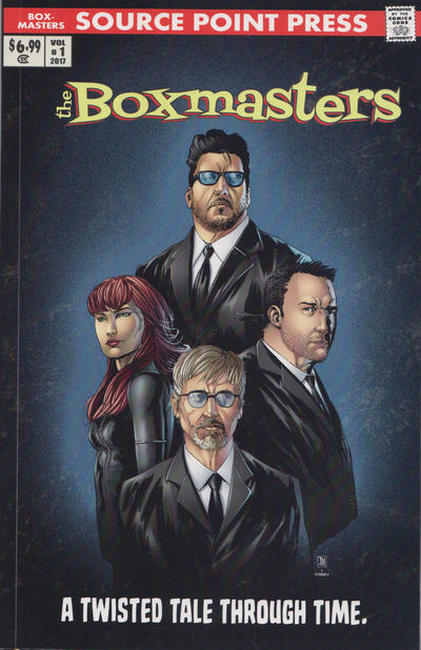 BOX-
MASTERS
SOURCE POINT PRESS
APPROVED
BY THE
COMICS
CODE
AUTHORITY
$6.99
VOL
# 1
2017
the Boxmasters
A TWISTED TALE THROUGH TIME.